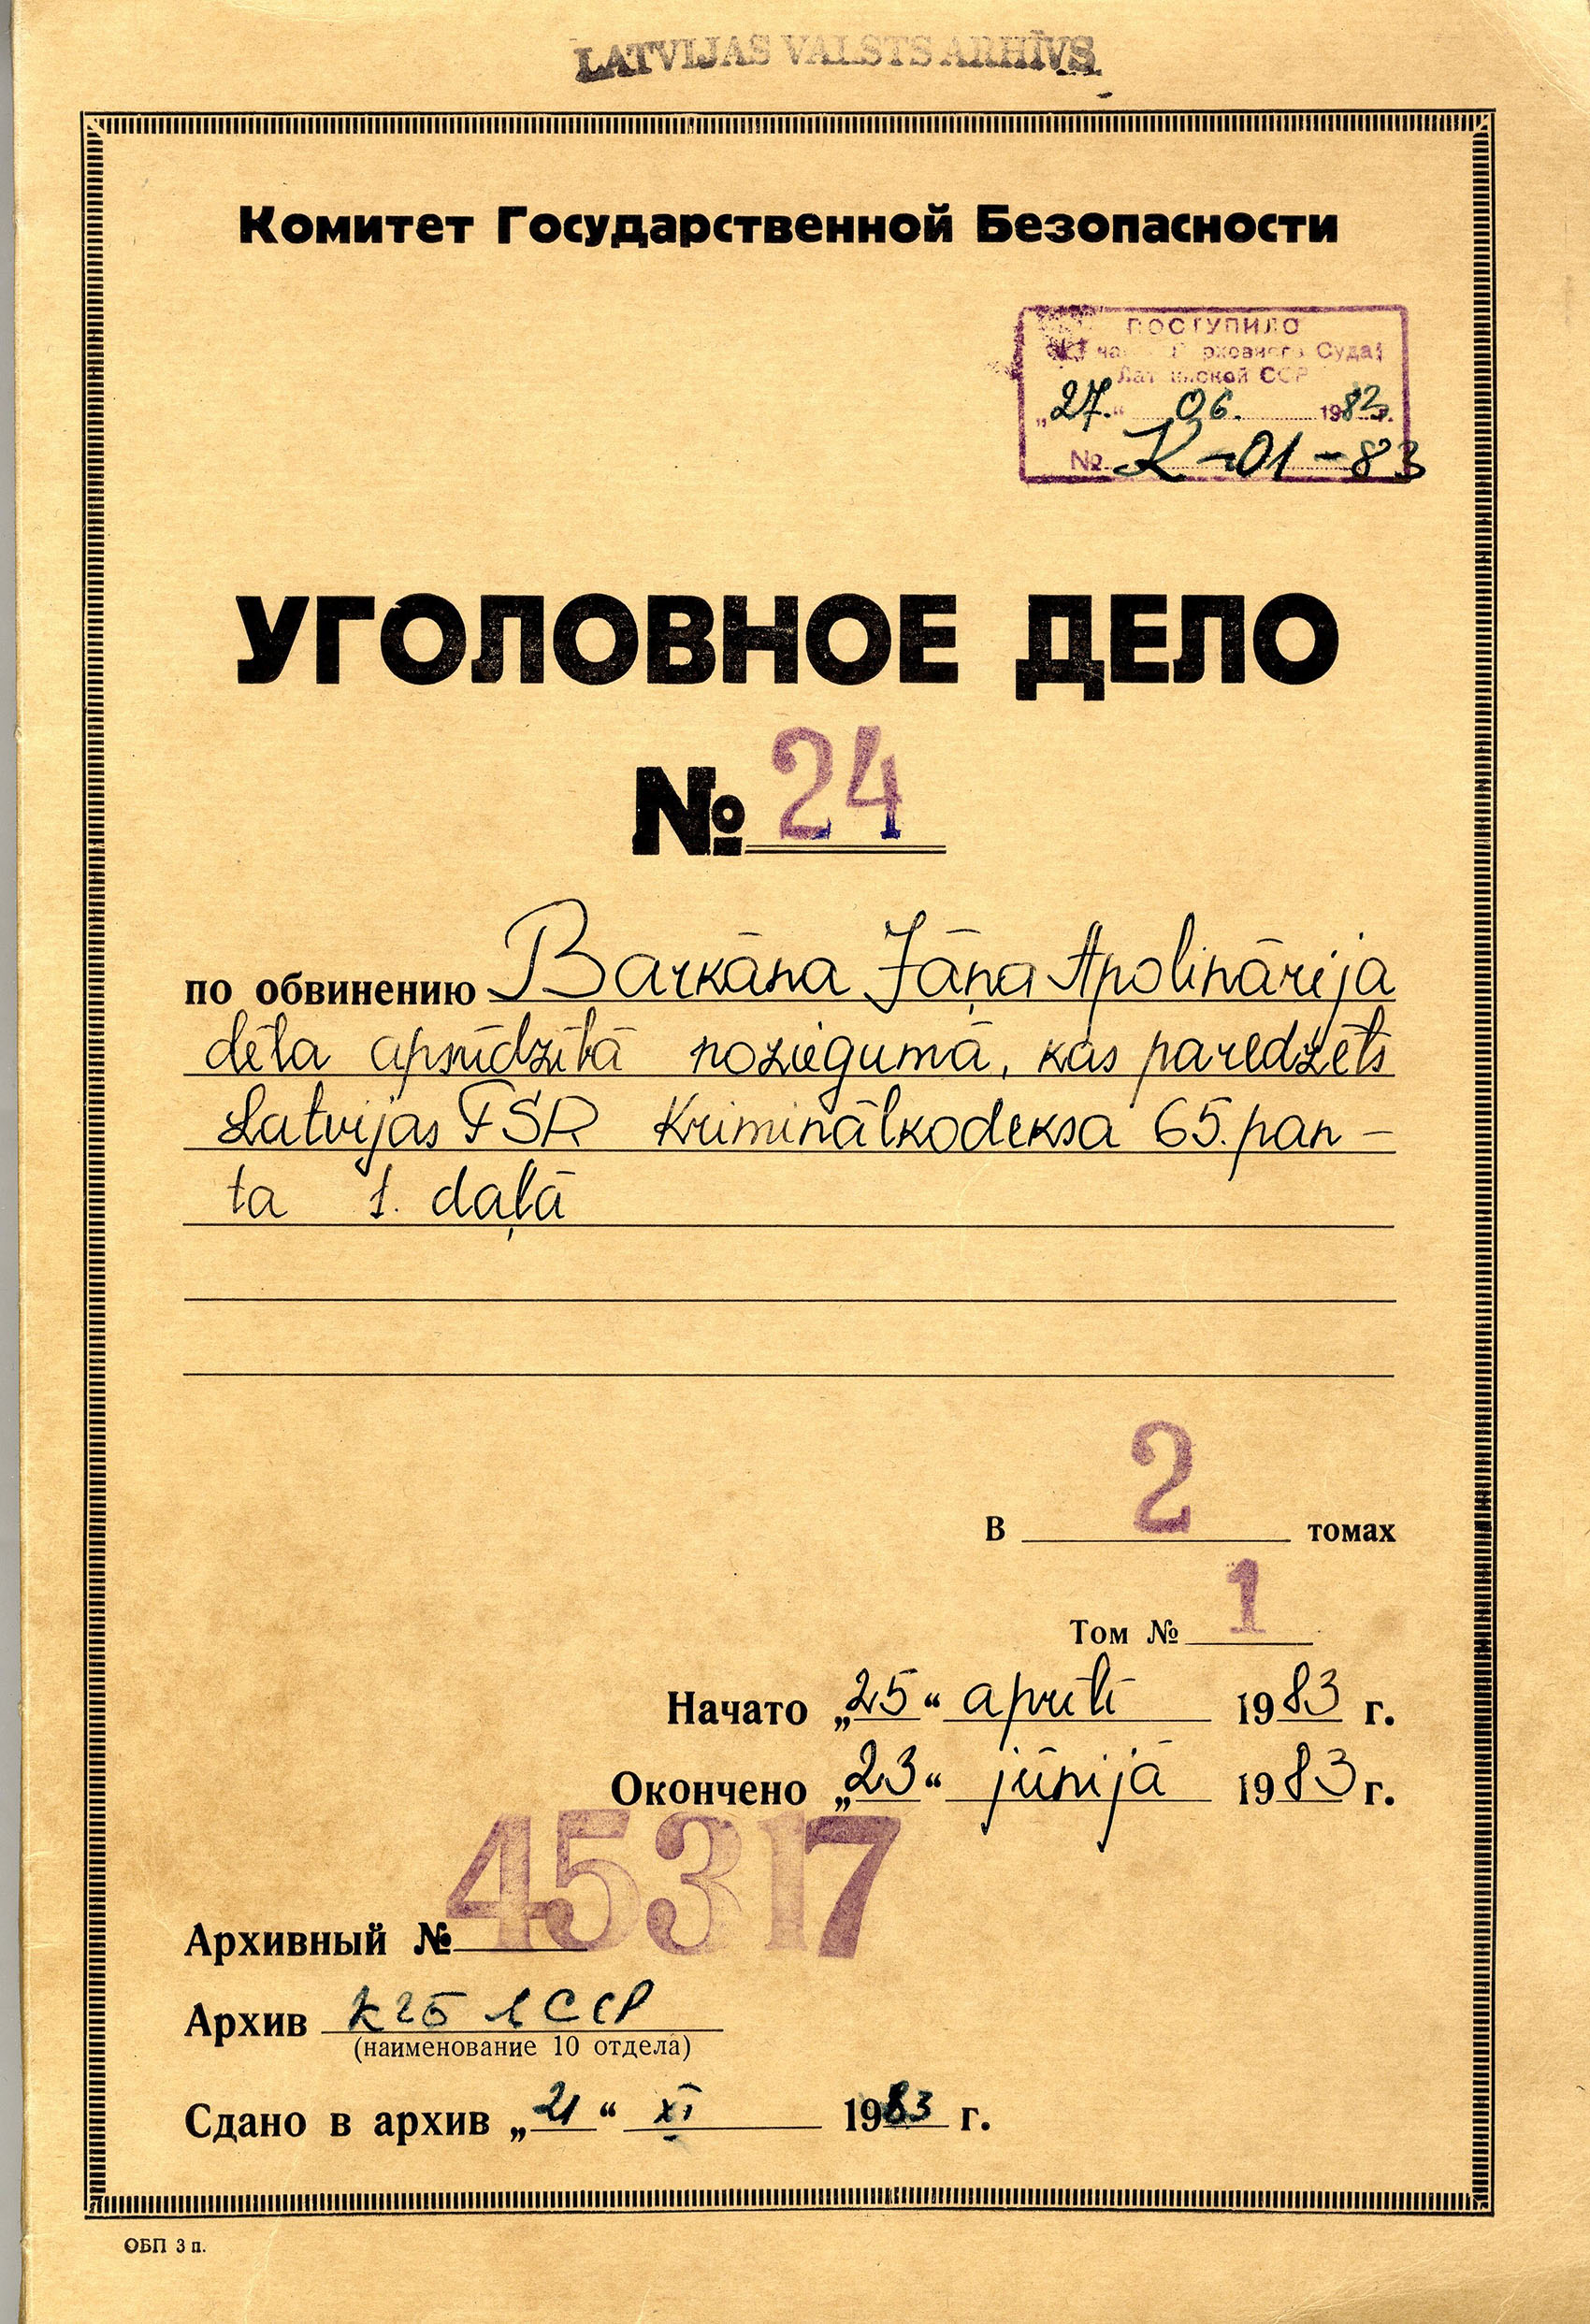 LATVIJAS VALSTS ARHĪVS
Комитет Государственной Безопасности
ПОСТУПИЛО
Суда
ССР
„27.“ 06. 1983 г.
№ K-01-83
УГОЛОВНОЕ ДЕЛО
№ 24
по обвинению Barkāna Jāņa Apolinārija
dēla apsūdzībā noziegumā, kas paredzēts
Latvijas PSR Kriminālkodeksa 65. pan-
ta 1. daļā
В 2 томах
Том № 1
Начато „25“ aprīlī 1983 г.
Окончено „23“ jūnijā 1983 г.
Архивный № 45317
Архив КГБ ЛССР
(наименование 10 отдела)
Сдано в архив „21“ XI 1983 г.
ОБП 3 п.